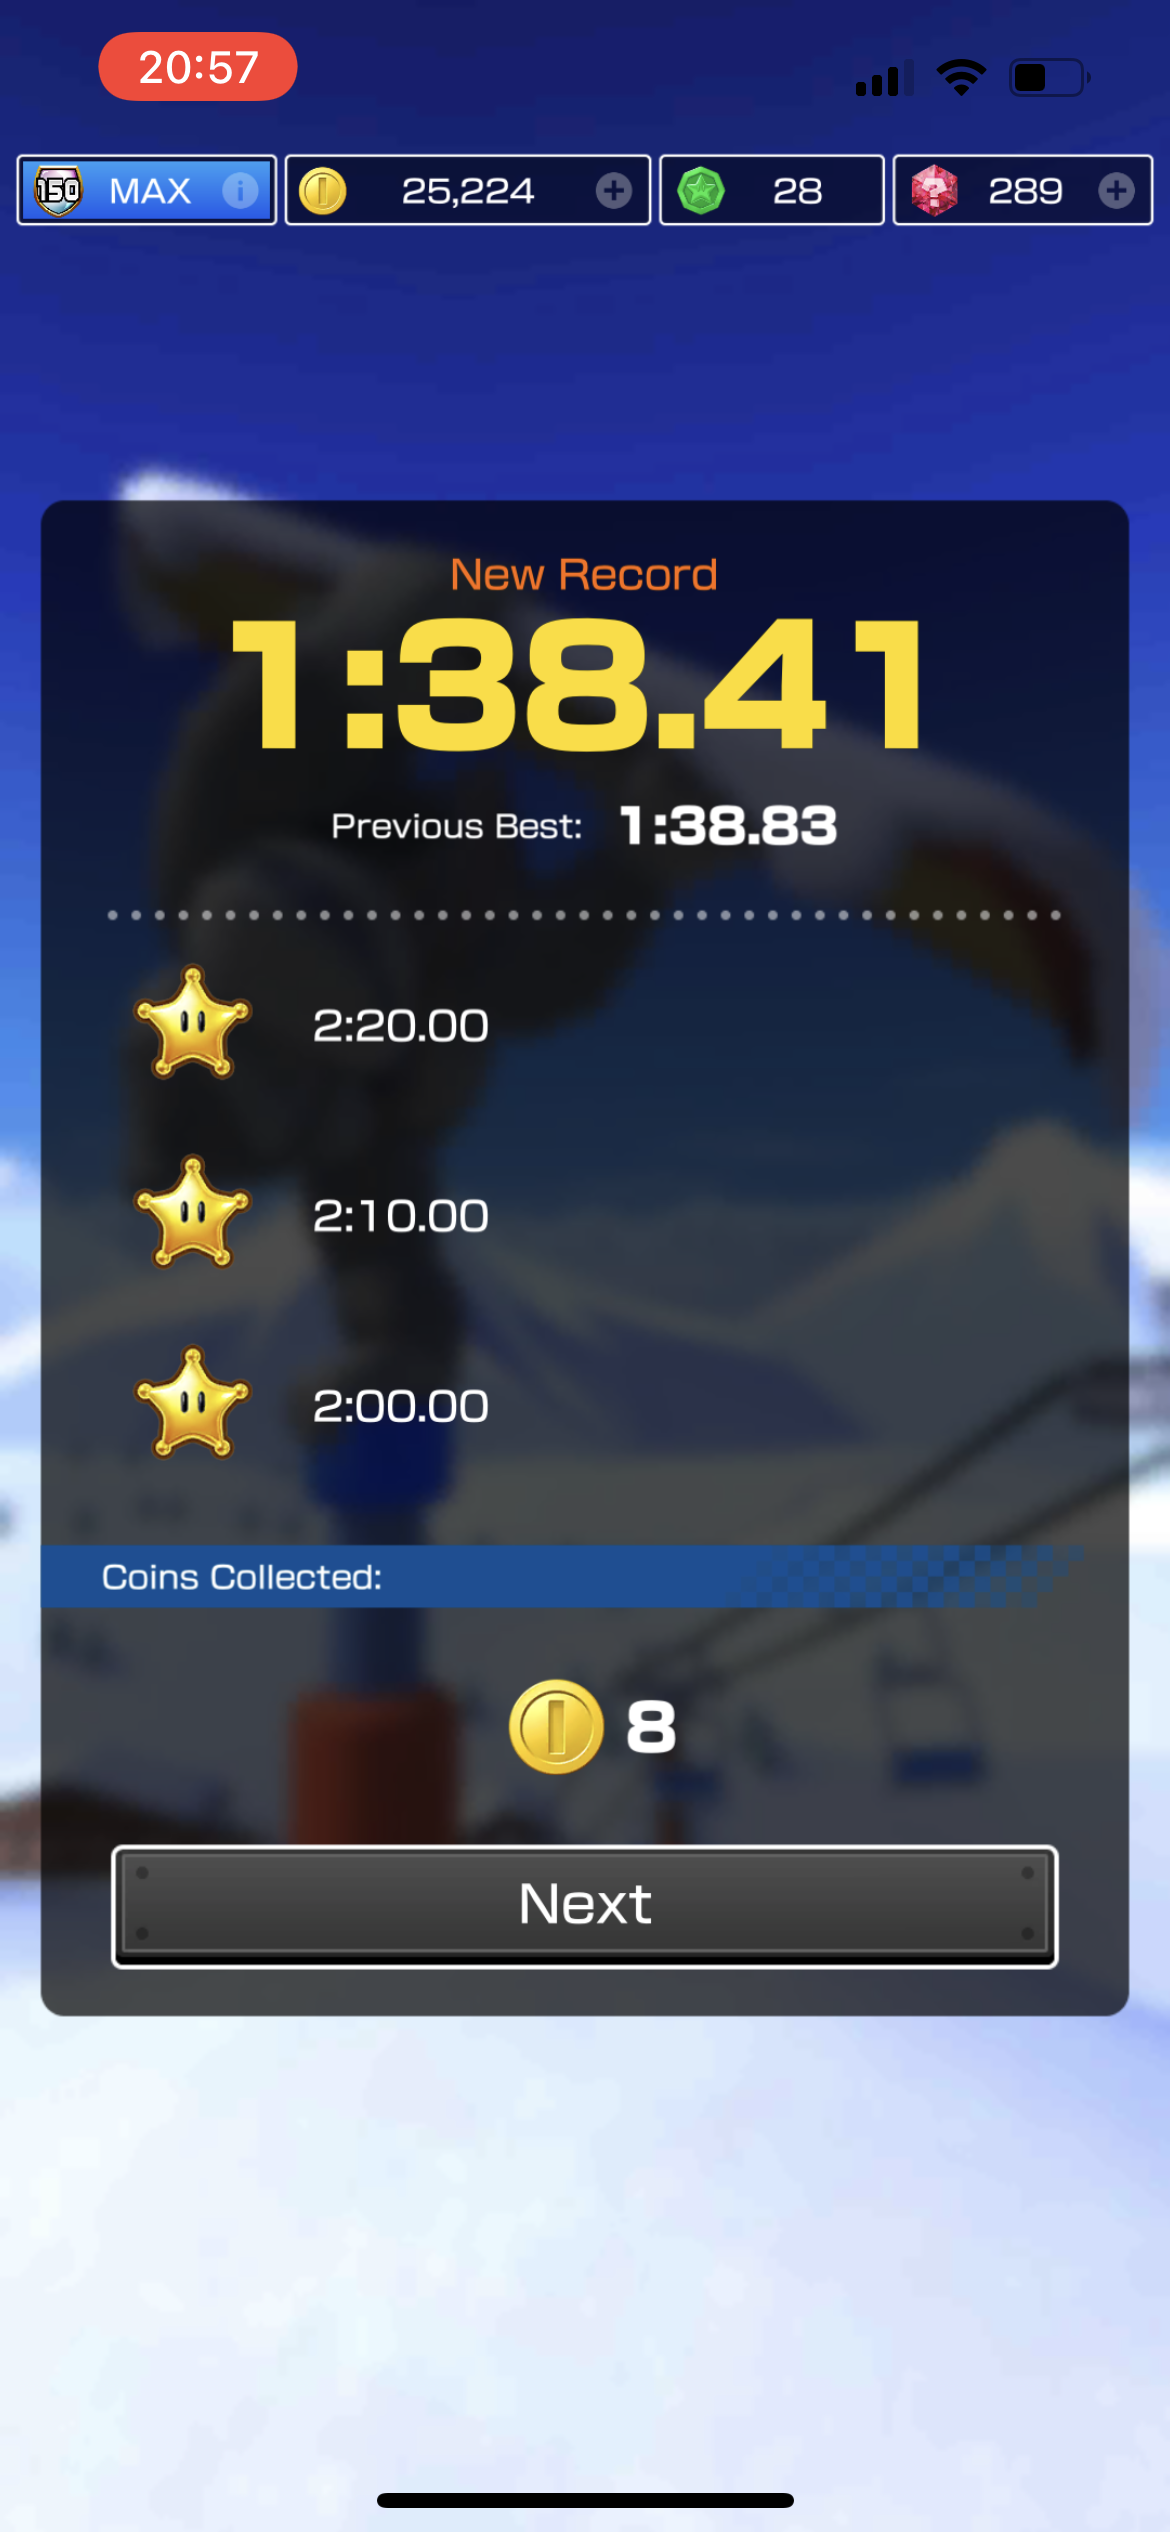 20:57
150 MAX i 25,224 + 28 ? 289 +
New Record
1:38.41
Previous Best: 1:38.83
2:20.00
2:10.00
2:00.00
Coins Collected:
8
Next